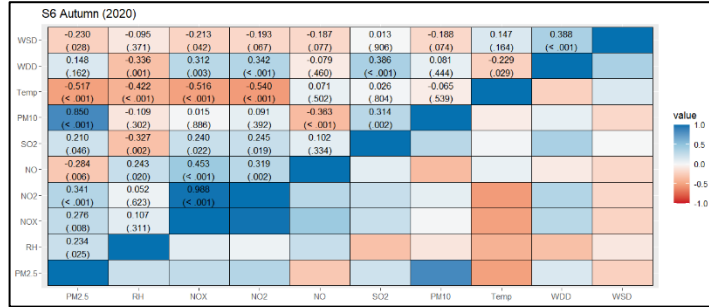 S6 Autumn (2020)
WSD -0.230 -0.095 -0.213 -0.193 -0.187 0.013 -0.188 0.147 0.388
(.028) (.371) (.042) (.067) (.077) (.906) (.074) (.164) (< .001)
WDD 0.148 -0.336 0.312 0.342 -0.079 0.386 0.081 -0.229
(.162) (.001) (.003) (< .001) (.460) (< .001) (.444) (.029)
Temp -0.517 -0.422 -0.516 -0.540 0.071 0.026 -0.065
(< .001) (< .001) (< .001) (< .001) (.502) (.804) (.539)
PM10 0.850 -0.109 0.015 0.091 -0.363 0.314
(< .001) (.302) (.886) (.392) (< .001) (.002)
SO2 0.210 -0.327 0.240 0.245 0.102
(.046) (.002) (.022) (.019) (.334)
NO -0.284 0.243 0.453 0.319
(.006) (.020) (< .001) (.002)
NO2 0.341 0.052 0.988
(< .001) (.623) (< .001)
NOX 0.276 0.107
(.008) (.311)
RH 0.234
(.025)
PM2.5
PM2.5 RH NOX NO2 NO SO2 PM10 Temp WDD WSD
value
1.0
0.5
0.0
-0.5
-1.0